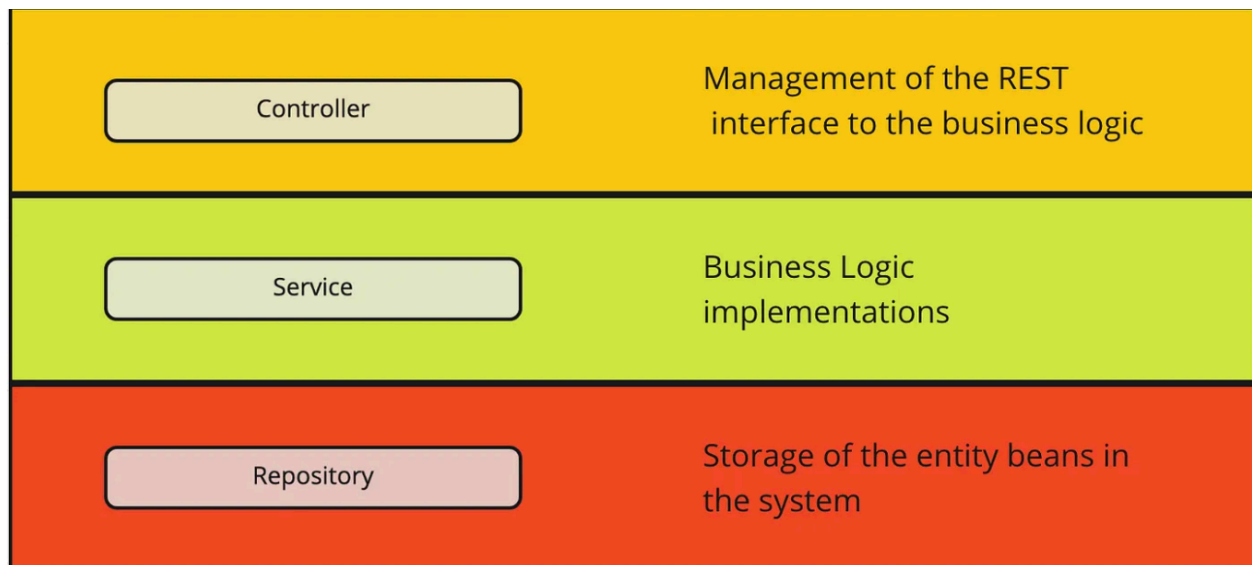 Controller
Management of the REST
interface to the business logic
Service
Business Logic
implementations
Repository
Storage of the entity beans in
the system